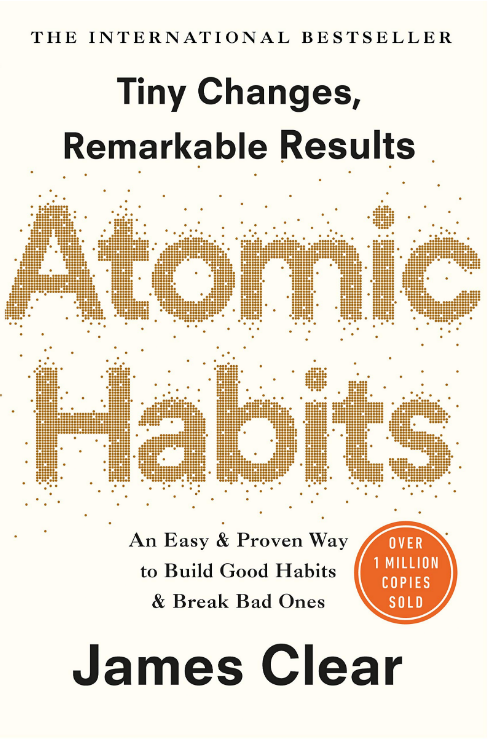 THE INTERNATIONAL BESTSELLER
Tiny Changes,
Remarkable Results
Atomic
Habits
An Easy & Proven Way
to Build Good Habits
& Break Bad Ones
OVER
1 MILLION
COPIES
SOLD
James Clear